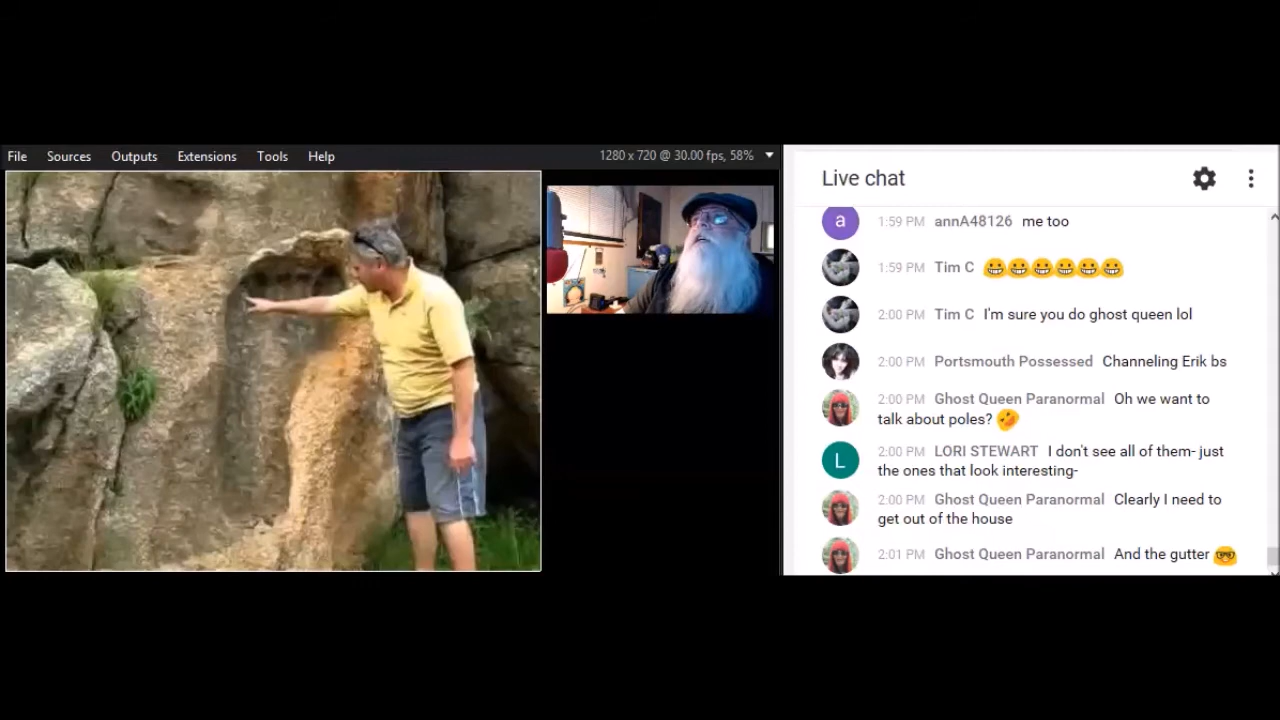 File Sources Outputs Extensions Tools Help 1280 x 720 @ 30.00 fps, 58%
Live chat
a 1:59 PM annA48126 me too
1:59 PM Tim C 😬😬😬😬😬😬
2:00 PM Tim C I'm sure you do ghost queen lol
2:00 PM Portsmouth Possessed Channeling Erik bs
2:00 PM Ghost Queen Paranormal Oh we want to
talk about poles? 🤣
L 2:00 PM LORI STEWART I don't see all of them- just
the ones that look interesting-
2:00 PM Ghost Queen Paranormal Clearly I need to
get out of the house
2:01 PM Ghost Queen Paranormal And the gutter 🤓